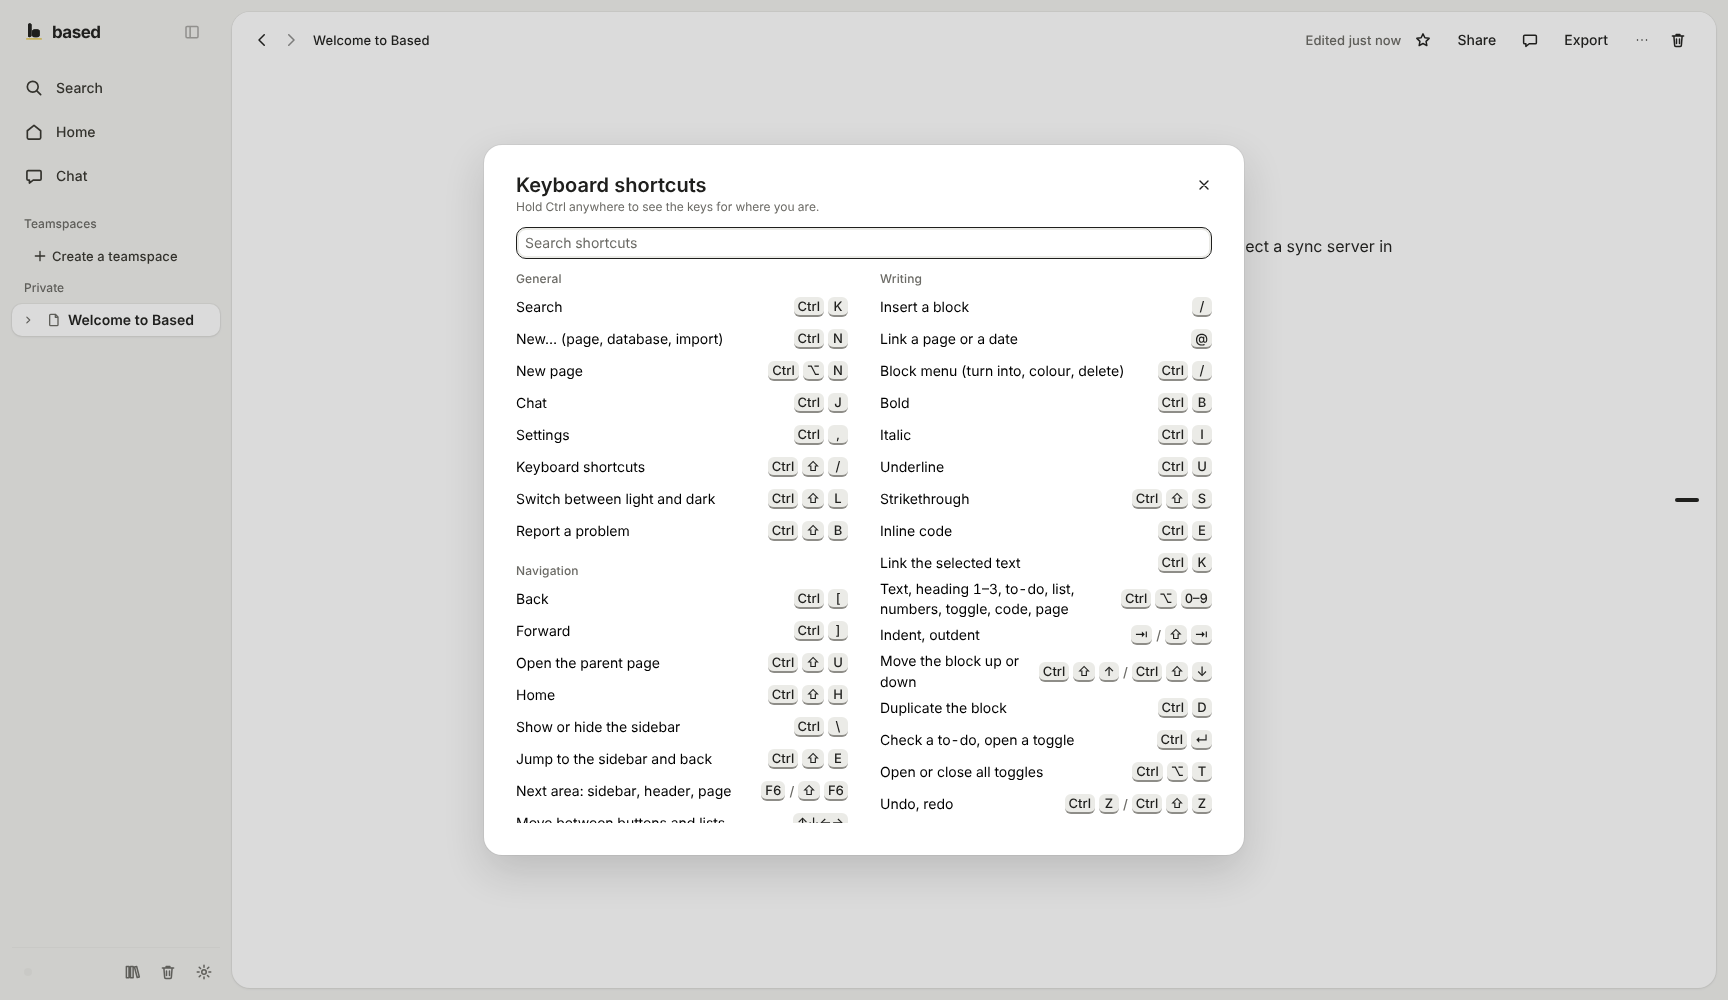 based
Search
Home
Chat
Teamspaces
Create a teamspace
Private
Welcome to Based
Welcome to Based
Edited just now
Share
Export
ect a sync server in
Keyboard shortcuts
Hold Ctrl anywhere to see the keys for where you are.
Search shortcuts
General
Search Ctrl K
New... (page, database, import) Ctrl N
New page Ctrl ⌥ N
Chat Ctrl J
Settings Ctrl ,
Keyboard shortcuts Ctrl ⇧ /
Switch between light and dark Ctrl ⇧ L
Report a problem Ctrl ⇧ B
Navigation
Back Ctrl [
Forward Ctrl ]
Open the parent page Ctrl ⇧ U
Home Ctrl ⇧ H
Show or hide the sidebar Ctrl \
Jump to the sidebar and back Ctrl ⇧ E
Next area: sidebar, header, page F6 / ⇧ F6
Move between buttons and lists ↑↓←→
Writing
Insert a block /
Link a page or a date @
Block menu (turn into, colour, delete) Ctrl /
Bold Ctrl B
Italic Ctrl I
Underline Ctrl U
Strikethrough Ctrl ⇧ S
Inline code Ctrl E
Link the selected text Ctrl K
Text, heading 1–3, to-do, list,
numbers, toggle, code, page Ctrl ⌥ 0–9
Indent, outdent ⇥ / ⇧ ⇥
Move the block up or
down Ctrl ⇧ ↑ / Ctrl ⇧ ↓
Duplicate the block Ctrl D
Check a to-do, open a toggle Ctrl ↵
Open or close all toggles Ctrl ⌥ T
Undo, redo Ctrl Z / Ctrl ⇧ Z